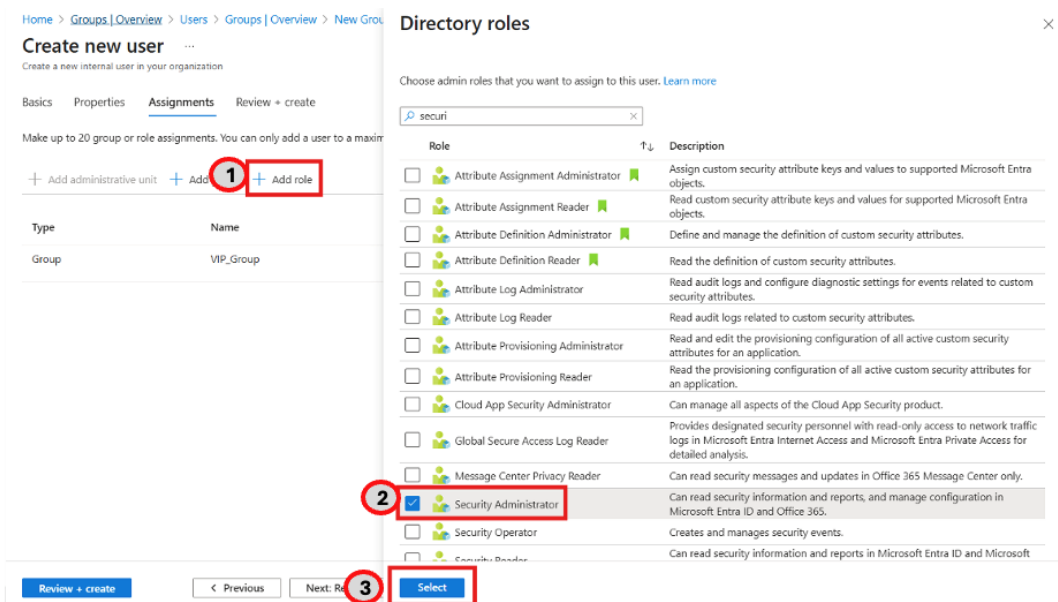 Home > Groups | Overview > Users > Groups | Overview > New Grou
Create new user ...
Create a new internal user in your organization
Basics Properties Assignments Review + create
Make up to 20 group or role assignments. You can only add a user to a maxim
1
+ Add administrative unit + Add + Add role
Type Name
Group VIP_Group
Review + create < Previous Next: Re
Directory roles
Choose admin roles that you want to assign to this user. Learn more
securi
Role Description
Attribute Assignment Administrator Assign custom security attribute keys and values to supported Microsoft Entra
objects.
Attribute Assignment Reader Read custom security attribute keys and values for supported Microsoft Entra
objects.
Attribute Definition Administrator Define and manage the definition of custom security attributes.
Attribute Definition Reader Read the definition of custom security attributes.
Attribute Log Administrator Read audit logs and configure diagnostic settings for events related to custom
security attributes.
Attribute Log Reader Read audit logs related to custom security attributes.
Attribute Provisioning Administrator Read and edit the provisioning configuration of all active custom security
attributes for an application.
Attribute Provisioning Reader Read the provisioning configuration of all active custom security attributes for
an application.
Cloud App Security Administrator Can manage all aspects of the Cloud App Security product.
Global Secure Access Log Reader Provides designated security personnel with read-only access to network traffic
logs in Microsoft Entra Internet Access and Microsoft Entra Private Access for
detailed analysis.
Message Center Privacy Reader Can read security messages and updates in Office 365 Message Center only.
2
Security Administrator Can read security information and reports, and manage configuration in
Microsoft Entra ID and Office 365.
Security Operator Creates and manages security events.
Security Reader Can read security information and reports in Microsoft Entra ID and Microsoft
3
Select